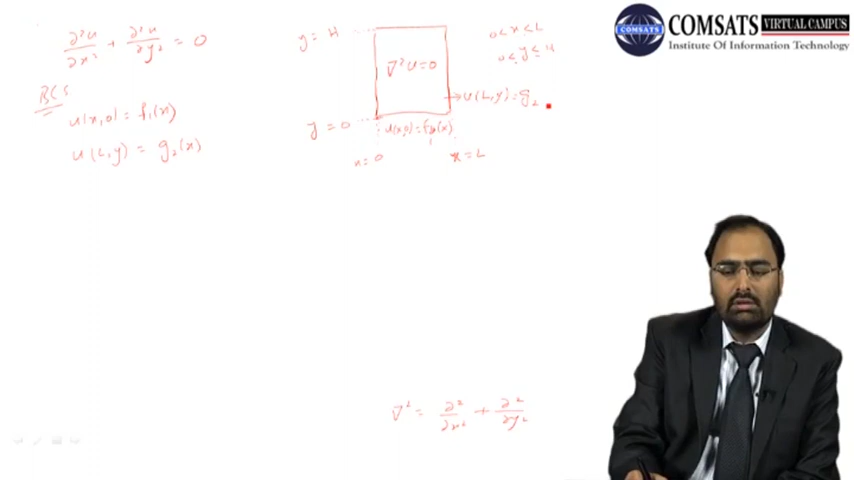 ∂²u/∂x² + ∂²u/∂y² = 0
BCs
u(x,0) = f₁(x)
u(L,y) = g₂(x)
y = H
∇²u=0
0<x<L
0≤y≤H
u(L,y)=g₂
y = 0
u(x,0)=f₁(x)
x=0
x=L
∇² = ∂²/∂x² + ∂²/∂y²
COMSATS VIRTUAL CAMPUS
Institute Of Information Technology